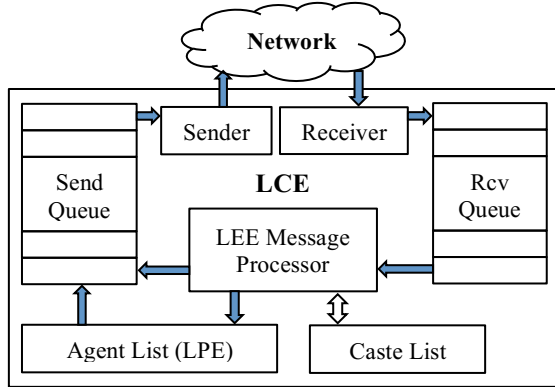 Network
Sender
Receiver
Send
Queue
LCE
Rcv
Queue
LEE Message
Processor
Agent List (LPE)
Caste List